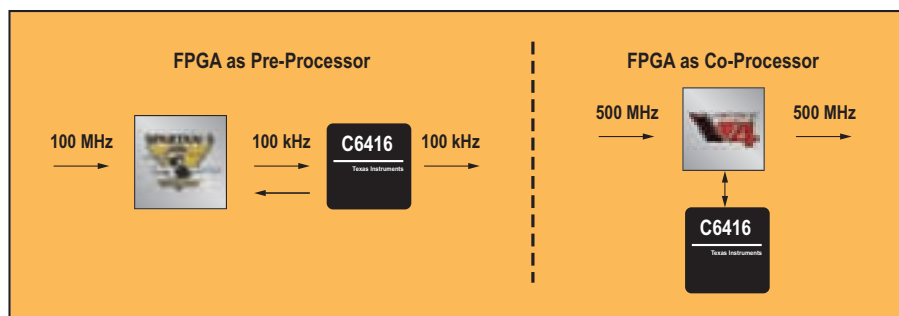 FPGA as Pre-Processor
100 MHz
100 kHz
C6416
Texas Instruments
100 kHz
FPGA as Co-Processor
500 MHz
500 MHz
C6416
Texas Instruments